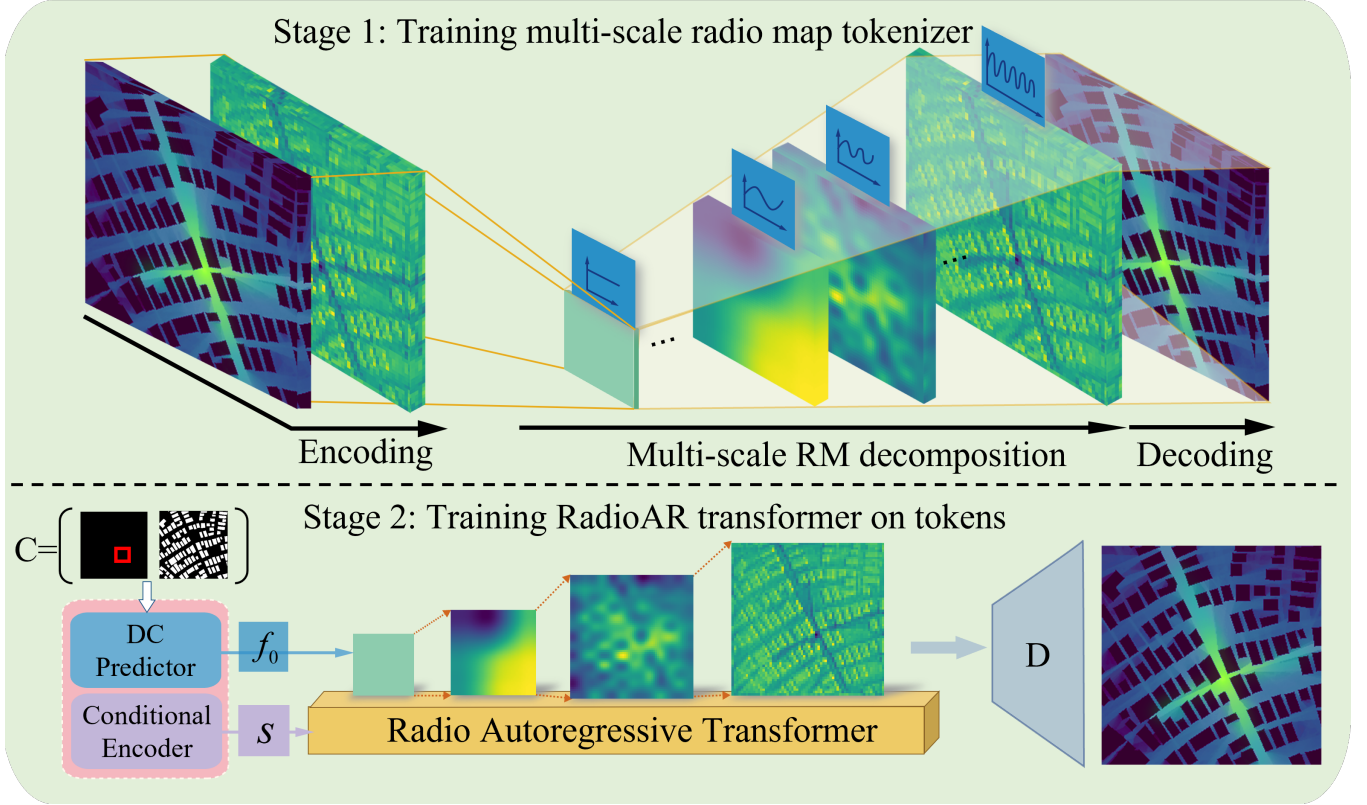 Stage 1: Training multi-scale radio map tokenizer
Encoding
Multi-scale RM decomposition
Decoding
Stage 2: Training RadioAR transformer on tokens
C=
DC
Predictor
f₀
Conditional
Encoder
s
Radio Autoregressive Transformer
D